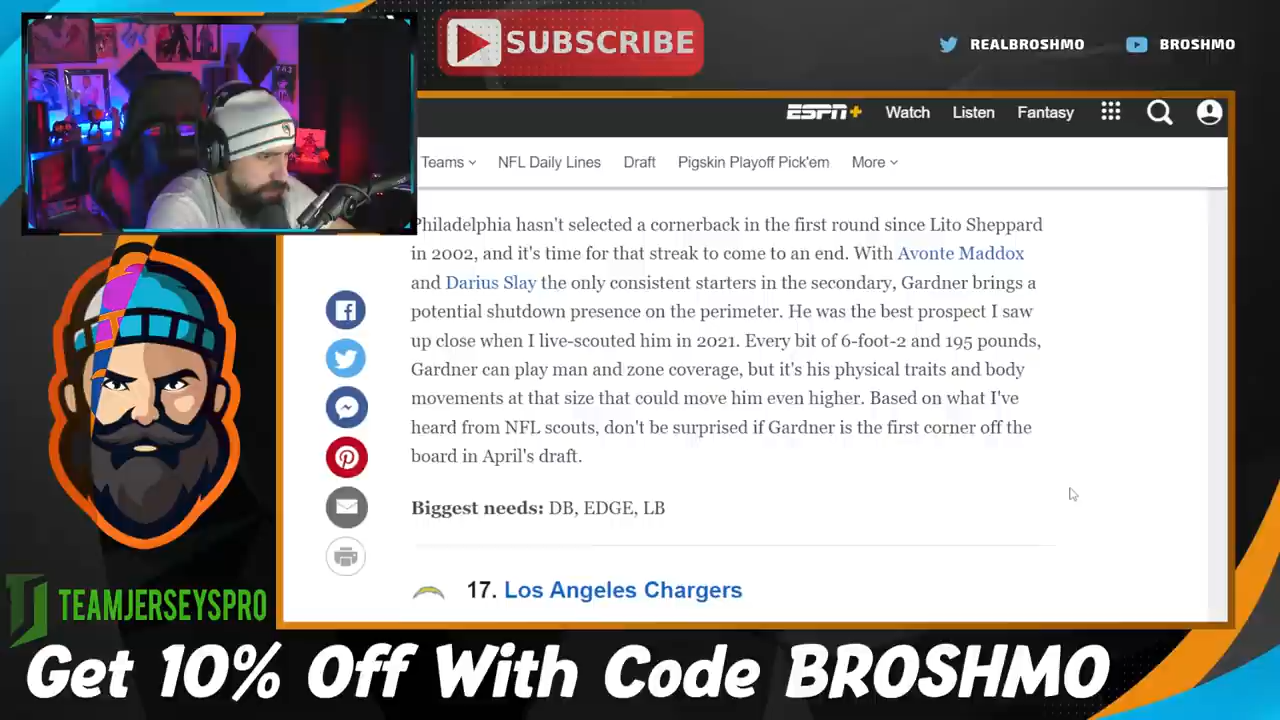 SUBSCRIBE
REALBROSHMO
BROSHMO
ESPN+
Watch
Listen
Fantasy
Teams
NFL Daily Lines
Draft
Pigskin Playoff Pick'em
More
Philadelphia hasn't selected a cornerback in the first round since Lito Sheppard
in 2002, and it's time for that streak to come to an end. With Avonte Maddox
and Darius Slay the only consistent starters in the secondary, Gardner brings a
potential shutdown presence on the perimeter. He was the best prospect I saw
up close when I live-scouted him in 2021. Every bit of 6-foot-2 and 195 pounds,
Gardner can play man and zone coverage, but it's his physical traits and body
movements at that size that could move him even higher. Based on what I've
heard from NFL scouts, don't be surprised if Gardner is the first corner off the
board in April's draft.
Biggest needs: DB, EDGE, LB
17. Los Angeles Chargers
TJ TEAMJERSEYSPRO
Get 10% Off With Code BROSHMO